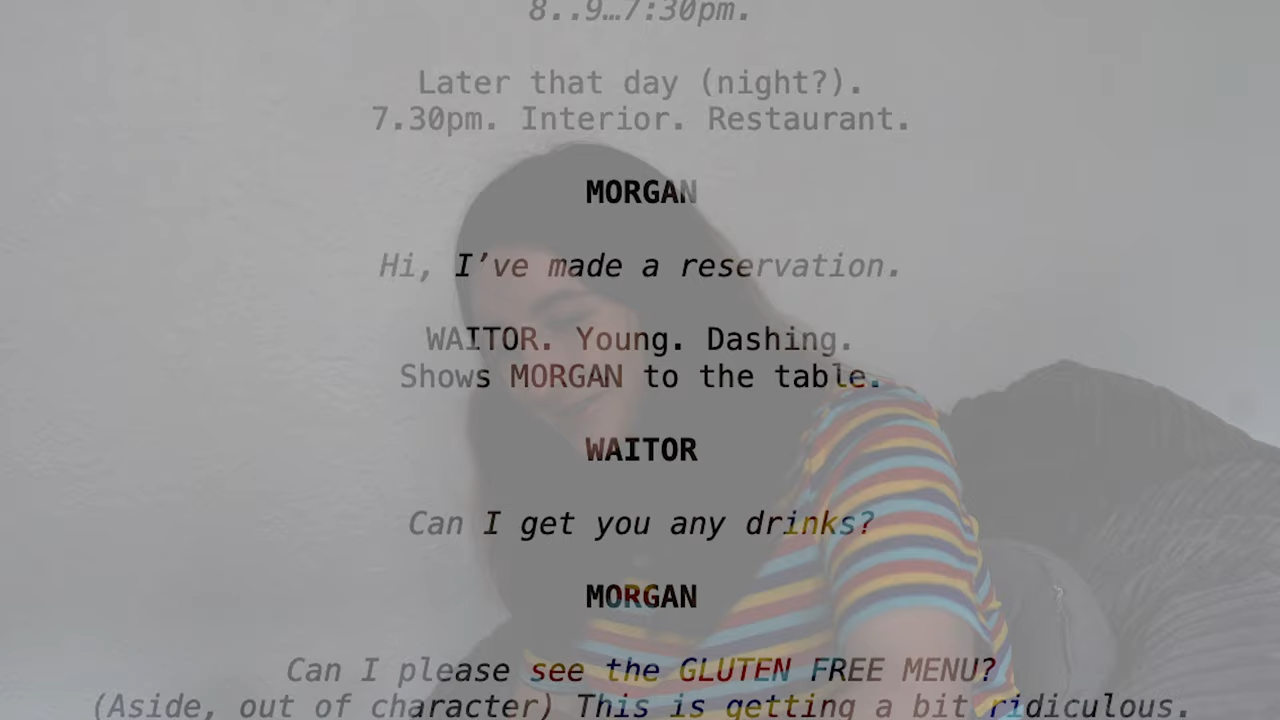 8..9…7:30pm.
Later that day (night?).
7.30pm. Interior. Restaurant.
MORGAN
Hi, I’ve made a reservation.
WAITOR. Young. Dashing.
Shows MORGAN to the table.
WAITOR
Can I get you any drinks?
MORGAN
Can I please see the GLUTEN FREE MENU?
(Aside, out of character) This is getting a bit ridiculous.